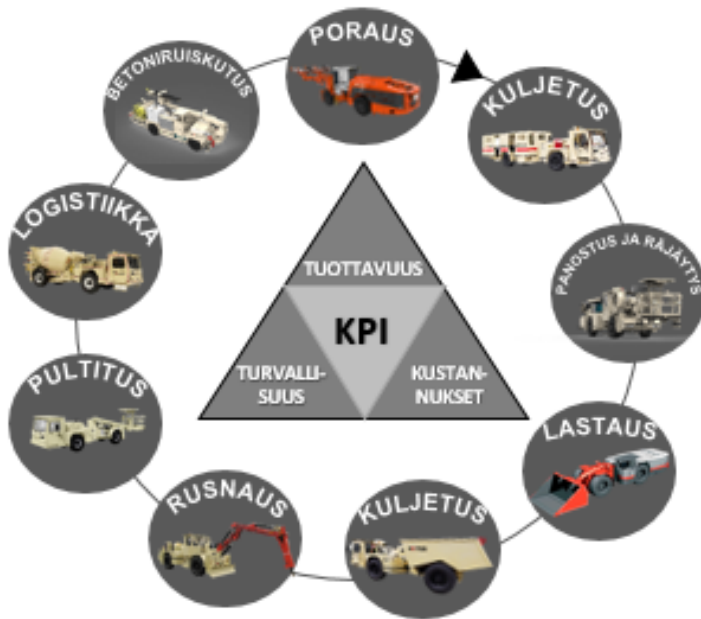 PORAUS
KULJETUS
PANOSTUS JA RÄJÄYTYS
LASTAUS
KULJETUS
RUSNAUS
PULTITUS
LOGISTIIKKA
BETONIRUISKUTUS
TUOTTAVUUS
KPI
TURVALLI-
SUUS
KUSTAN-
NUKSET